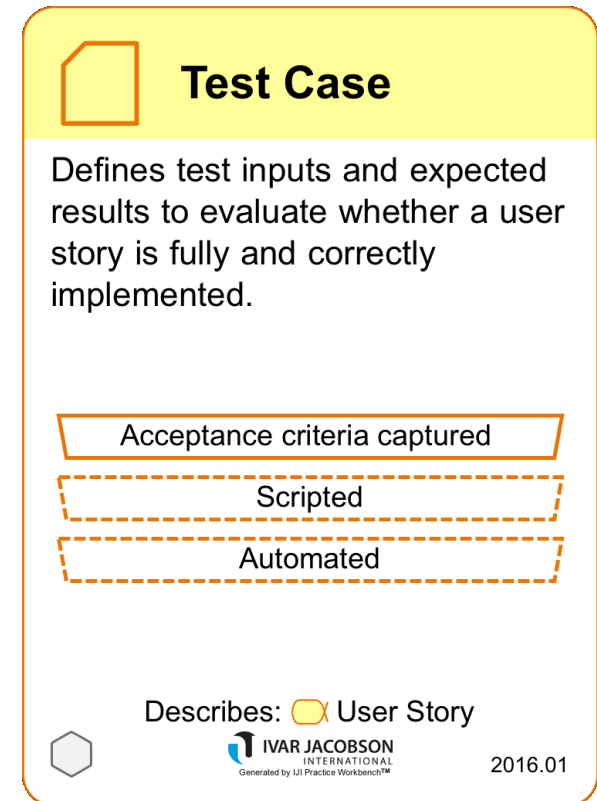 Test Case
Defines test inputs and expected
results to evaluate whether a user
story is fully and correctly
implemented.
Acceptance criteria captured
Scripted
Automated
Describes: User Story
IVAR JACOBSON
INTERNATIONAL
Generated by IJI Practice Workbench™
2016.01